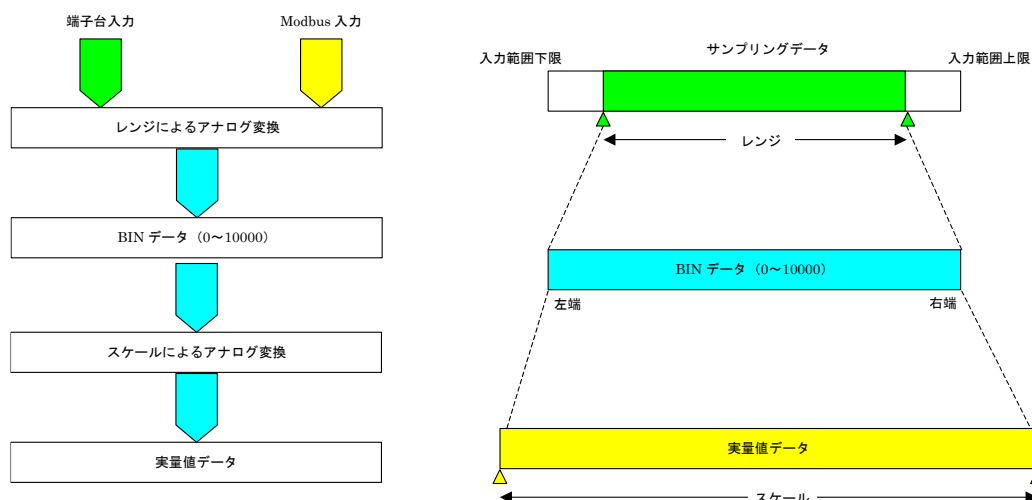 端子台入力
Modbus 入力
レンジによるアナログ変換
BIN データ（0～10000）
スケールによるアナログ変換
実量値データ
サンプリングデータ
入力範囲下限
入力範囲上限
レンジ
BIN データ（0～10000）
左端
右端
実量値データ
スケール